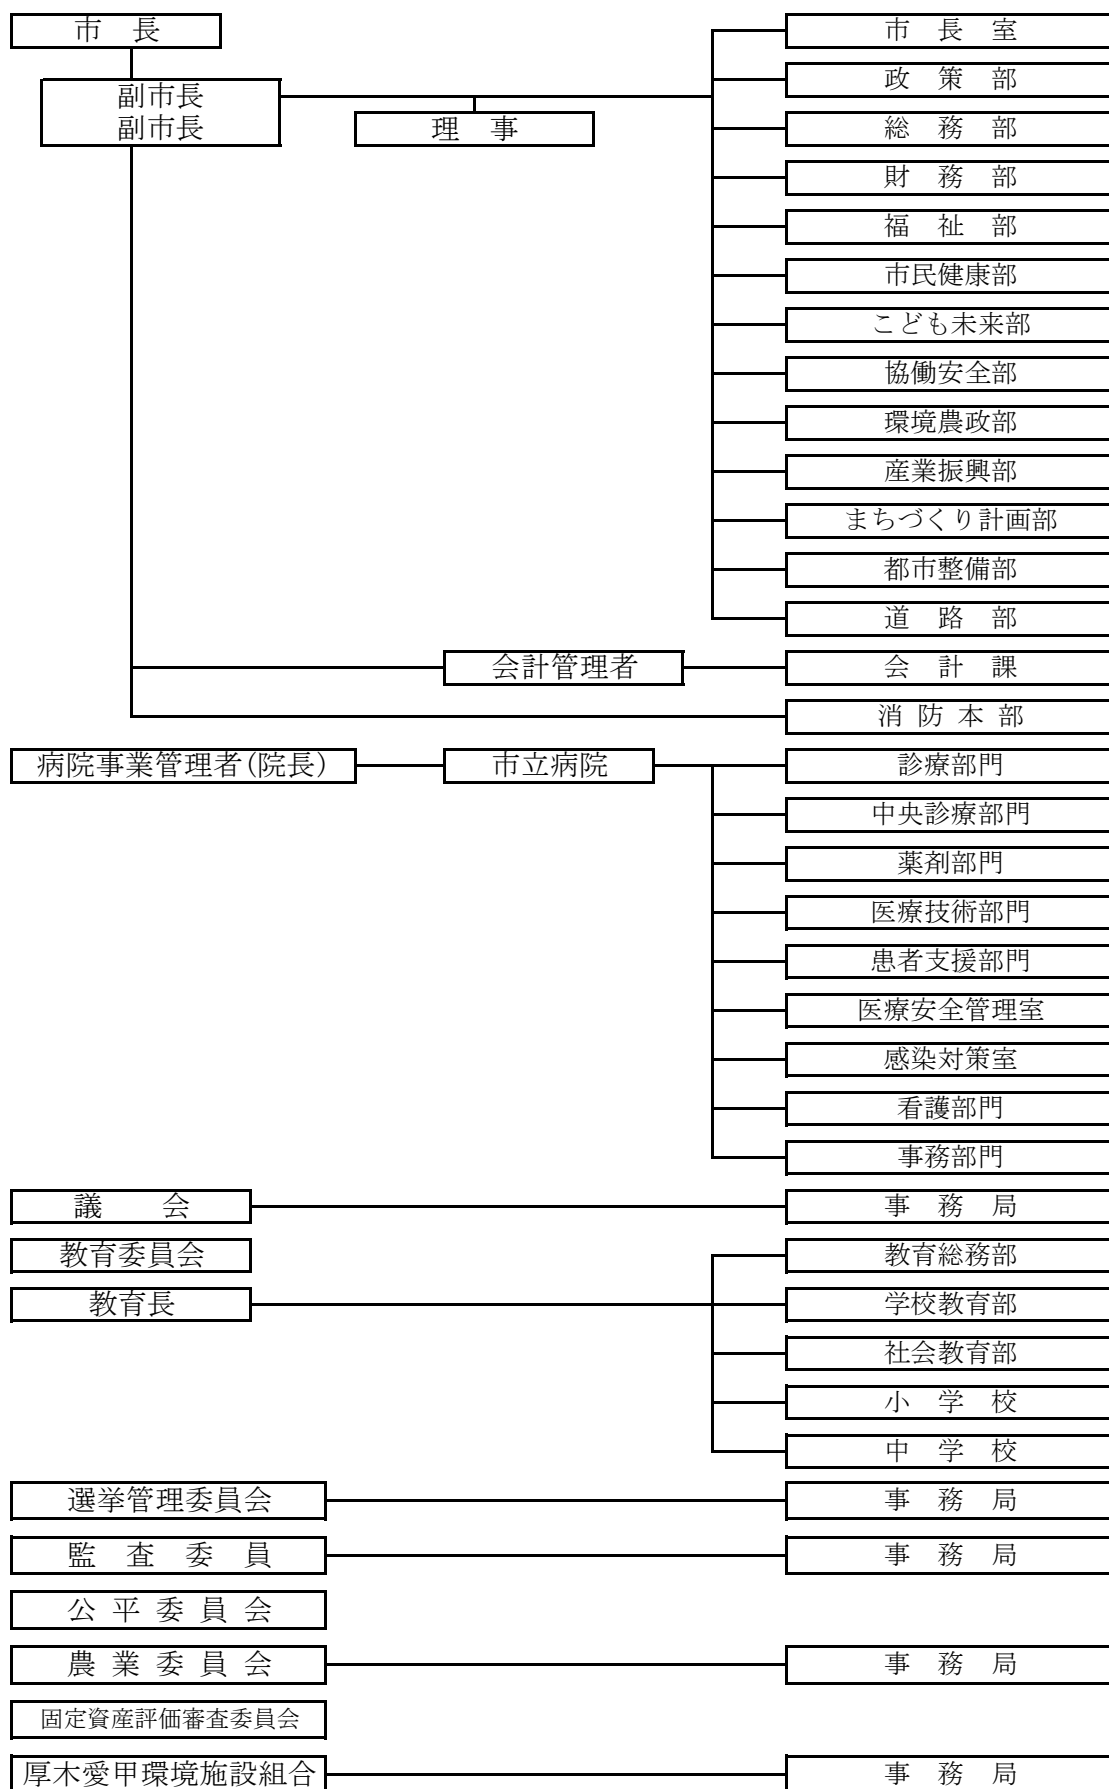 市　長
市　長　室
副市長
副市長
理　事
政　策　部
総　務　部
財　務　部
福　祉　部
市民健康部
こども未来部
協働安全部
環境農政部
産業振興部
まちづくり計画部
都市整備部
道　路　部
会計管理者
会　計　課
消 防 本 部
病院事業管理者(院長)
市立病院
診療部門
中央診療部門
薬剤部門
医療技術部門
患者支援部門
医療安全管理室
感染対策室
看護部門
事務部門
議　　会
事　務　局
教育委員会
教育総務部
教育長
学校教育部
社会教育部
小　学　校
中　学　校
選挙管理委員会
事　務　局
監　査　委　員
事　務　局
公 平 委 員 会
農 業 委 員 会
事　務　局
固定資産評価審査委員会
厚木愛甲環境施設組合
事　務　局